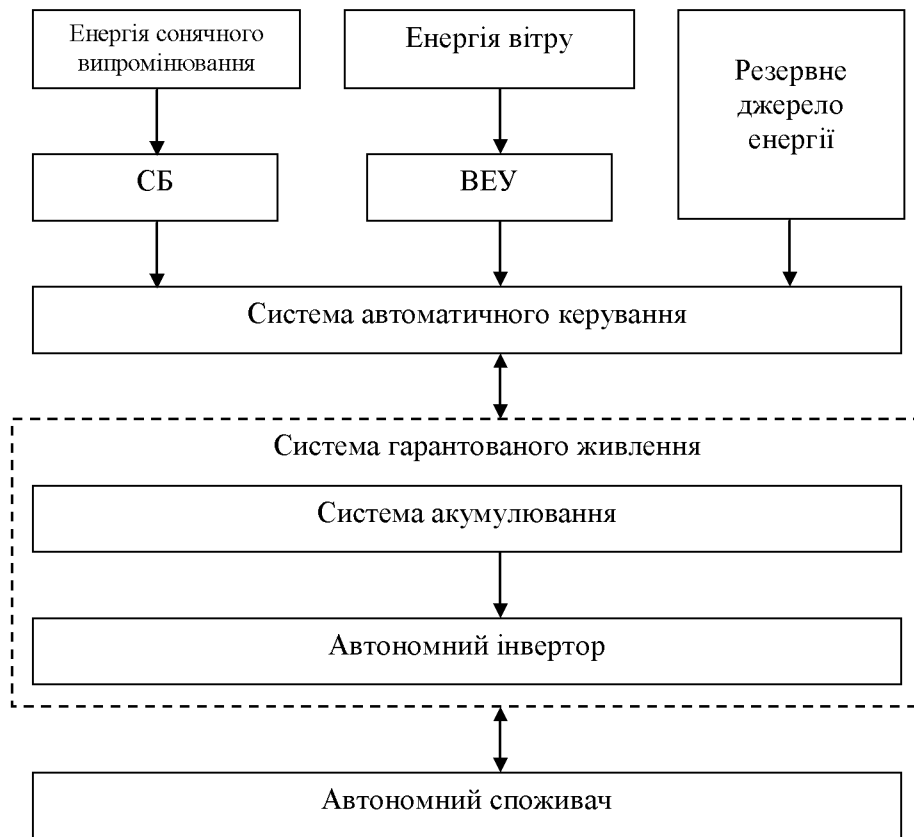 Енергія сонячного
випромінювання
Енергія вітру
Резервне
джерело
енергії
СБ
ВЕУ
Система автоматичного керування
Система гарантованого живлення
Система акумулювання
Автономний інвертор
Автономний споживач